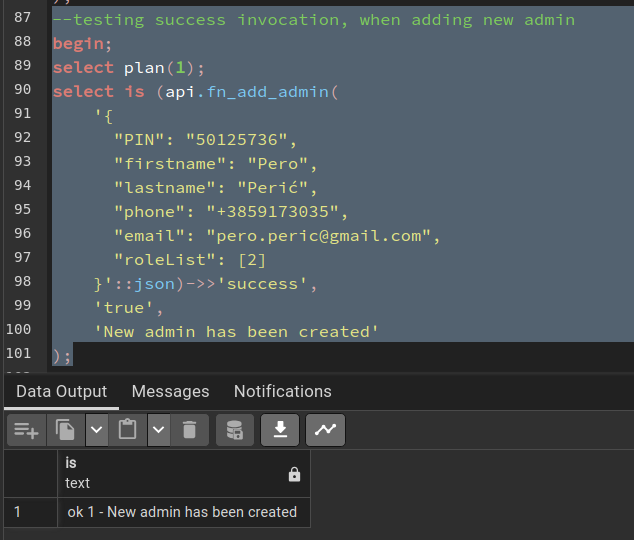 87 --testing success invocation, when adding new admin
88 begin;
89 select plan(1);
90 select is (api.fn_add_admin(
91 '{
92 "PIN": "50125736",
93 "firstname": "Pero",
94 "lastname": "Perić",
95 "phone": "+3859173035",
96 "email": "pero.peric@gmail.com",
97 "roleList": [2]
98 }'::json)->>'success',
99 'true',
100 'New admin has been created'
101 );
Data Output Messages Notifications
is
text
1 ok 1 - New admin has been created